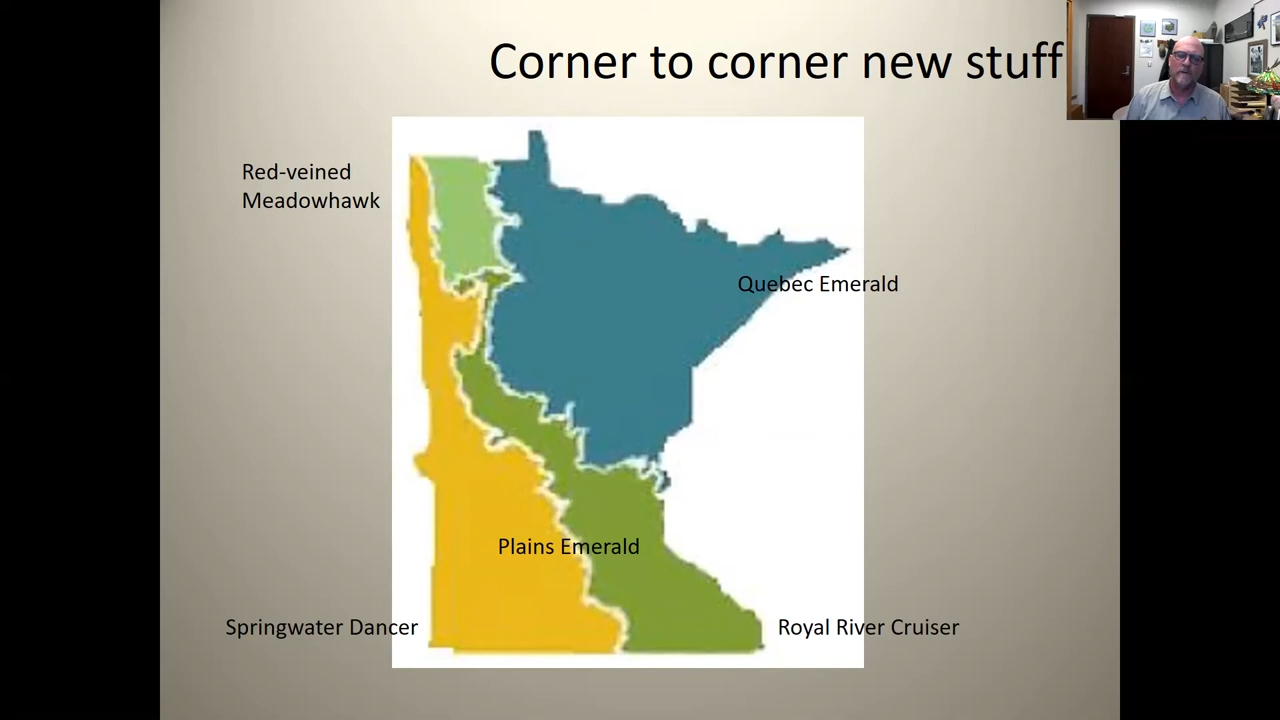 Corner to corner new stuff
Red-veined
Meadowhawk
Quebec Emerald
Plains Emerald
Springwater Dancer
Royal River Cruiser